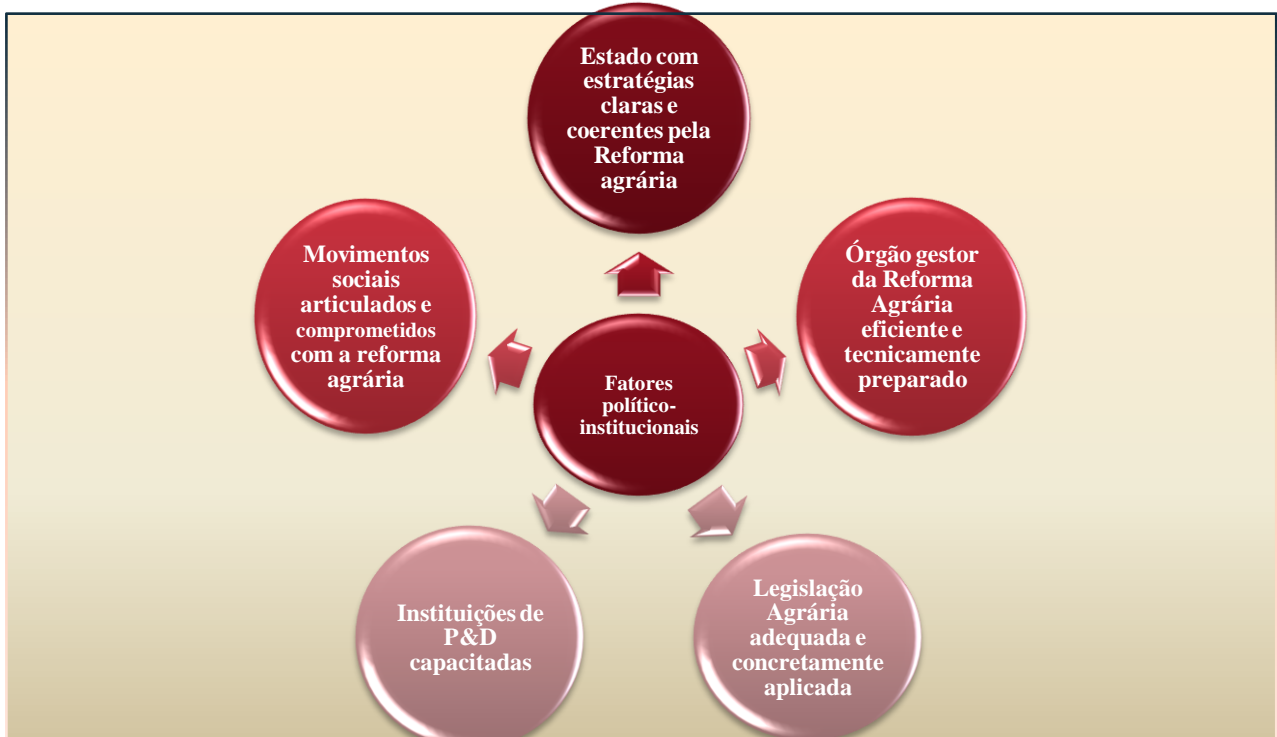 Estado com
estratégias
claras e
coerentes pela
Reforma
agrária
Movimentos
sociais
articulados e
comprometidos
com a reforma
agrária
Órgão gestor
da Reforma
Agrária
eficiente e
tecnicamente
preparado
Fatores
político-
institucionais
Instituições de
P&D
capacitadas
Legislação
Agrária
adequada e
concretamente
aplicada